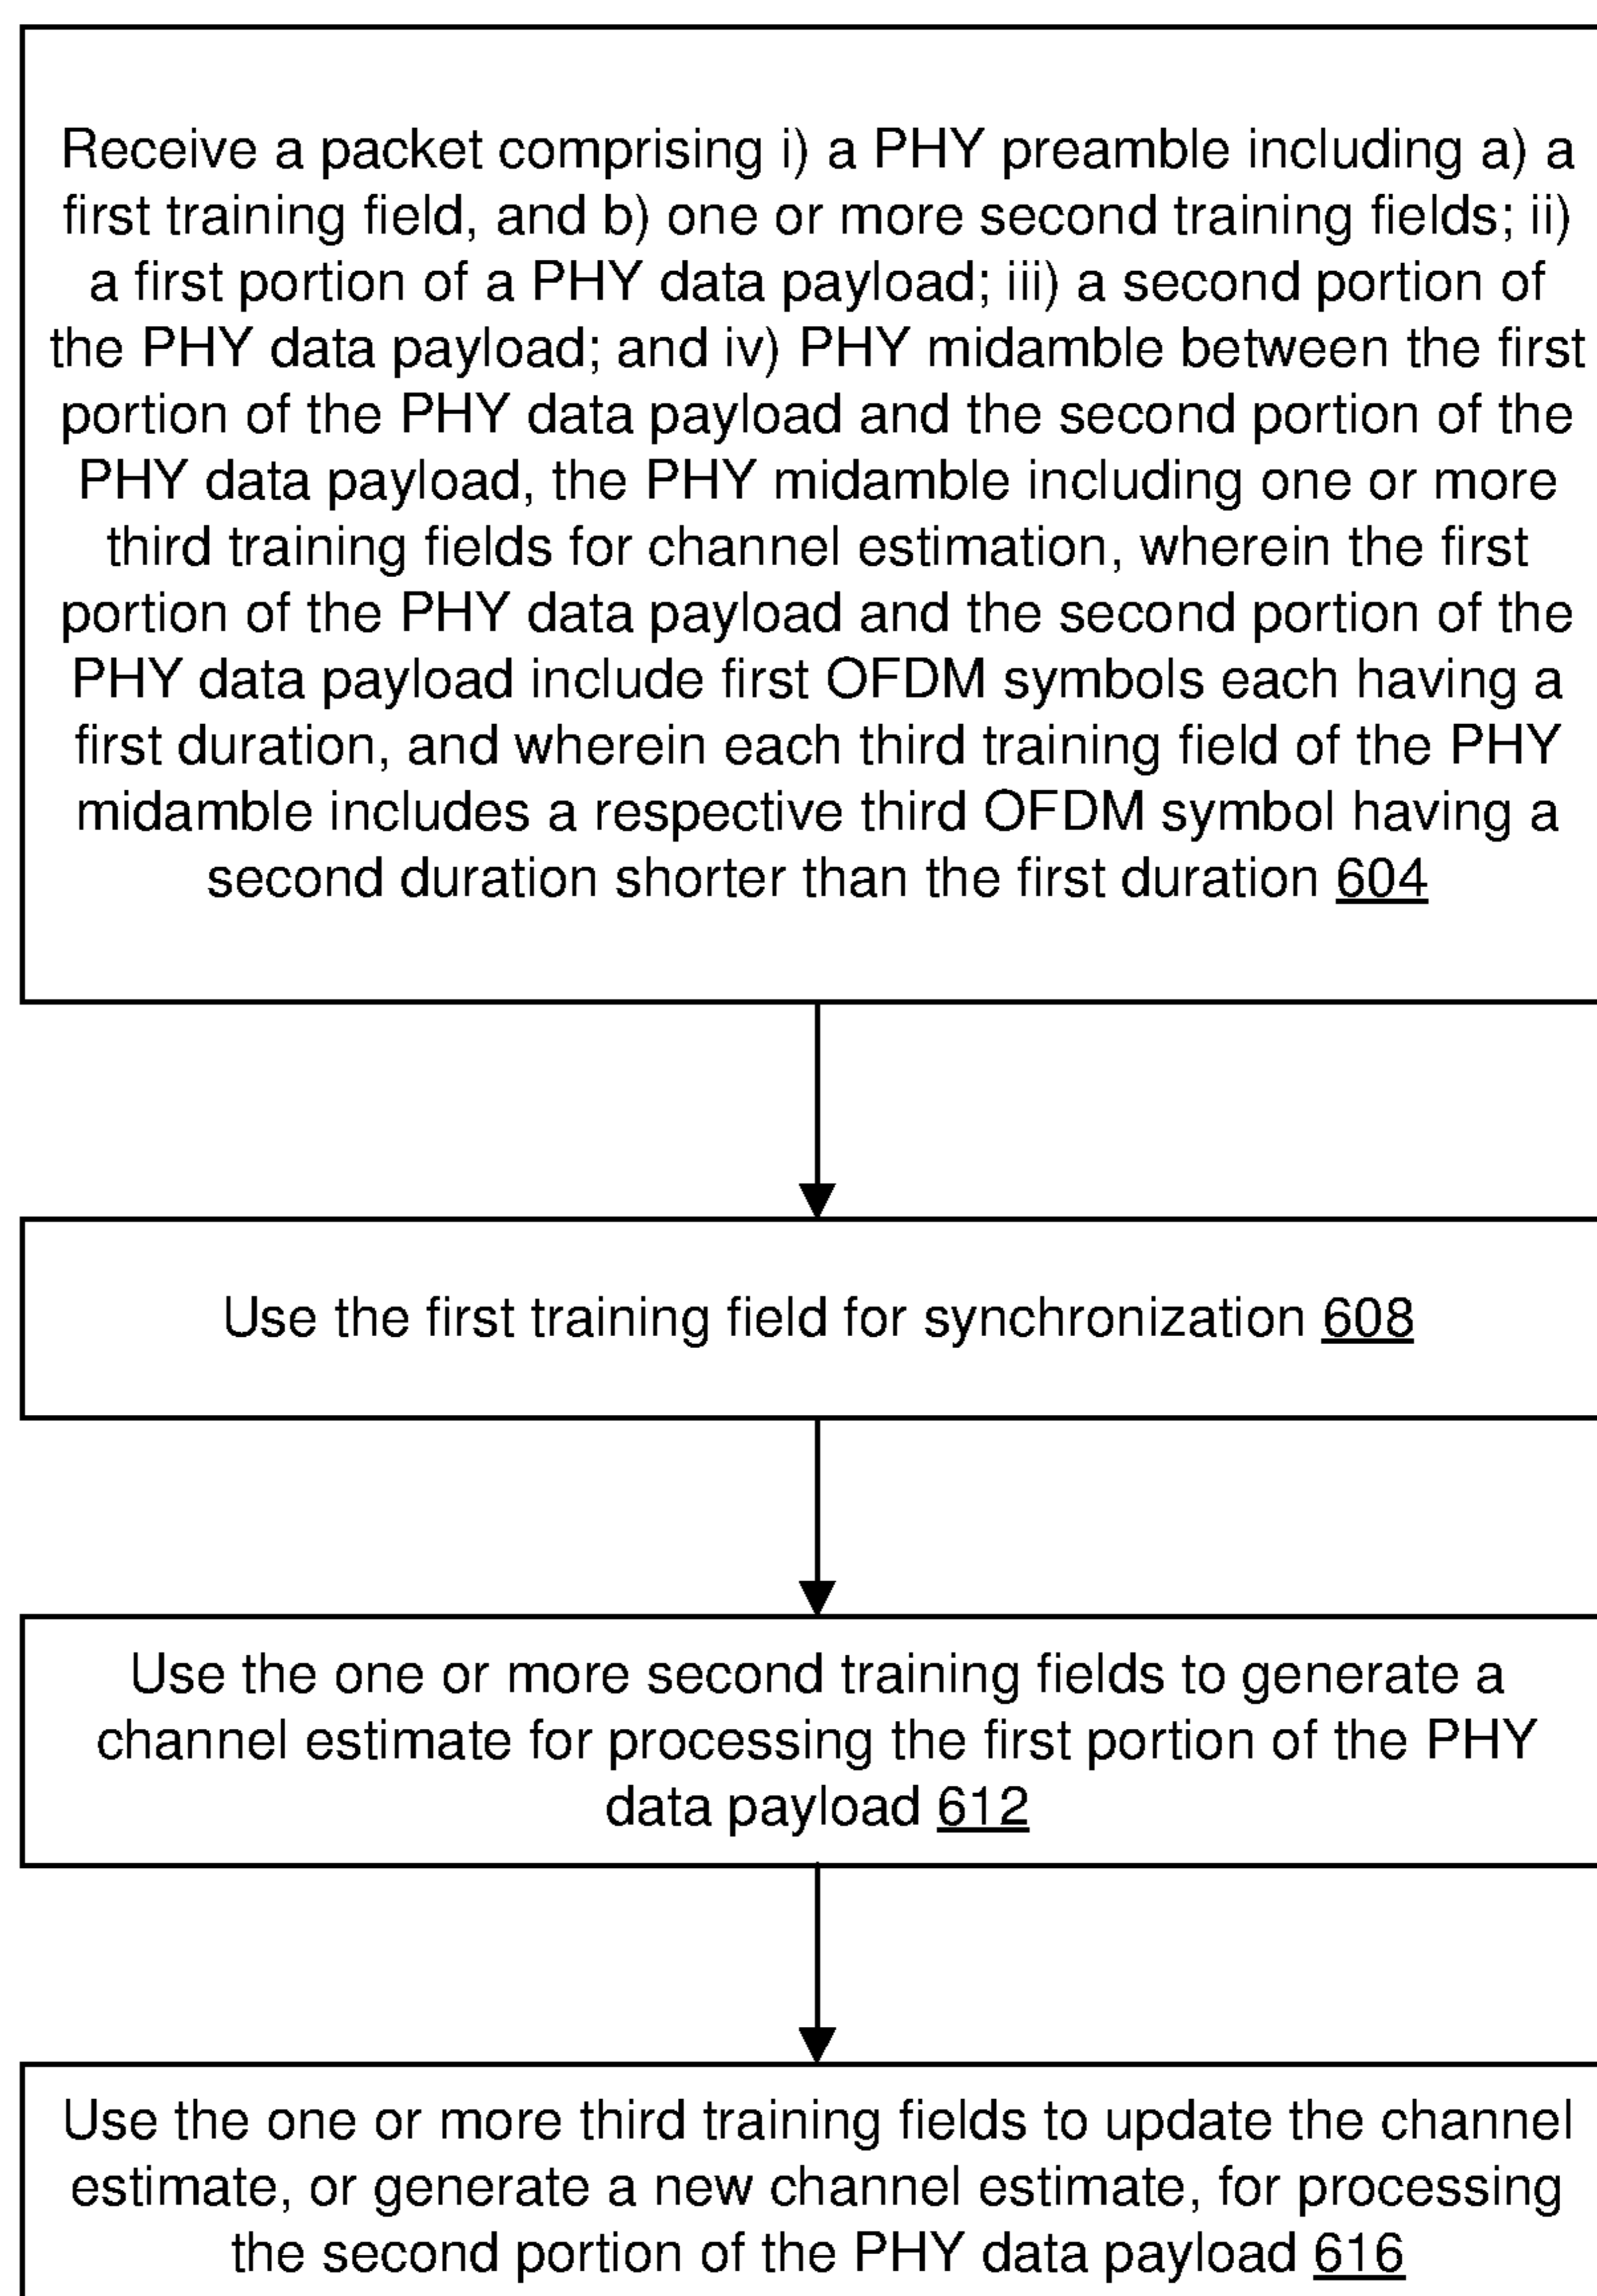 Receive a packet comprising i) a PHY preamble including a) a
first training field, and b) one or more second training fields; ii)
a first portion of a PHY data payload; iii) a second portion of
the PHY data payload; and iv) PHY midamble between the first
portion of the PHY data payload and the second portion of the
PHY data payload, the PHY midamble including one or more
third training fields for channel estimation, wherein the first
portion of the PHY data payload and the second portion of the
PHY data payload include first OFDM symbols each having a
first duration, and wherein each third training field of the PHY
midamble includes a respective third OFDM symbol having a
second duration shorter than the first duration 604
Use the first training field for synchronization 608
Use the one or more second training fields to generate a
channel estimate for processing the first portion of the PHY
data payload 612
Use the one or more third training fields to update the channel
estimate, or generate a new channel estimate, for processing
the second portion of the PHY data payload 616